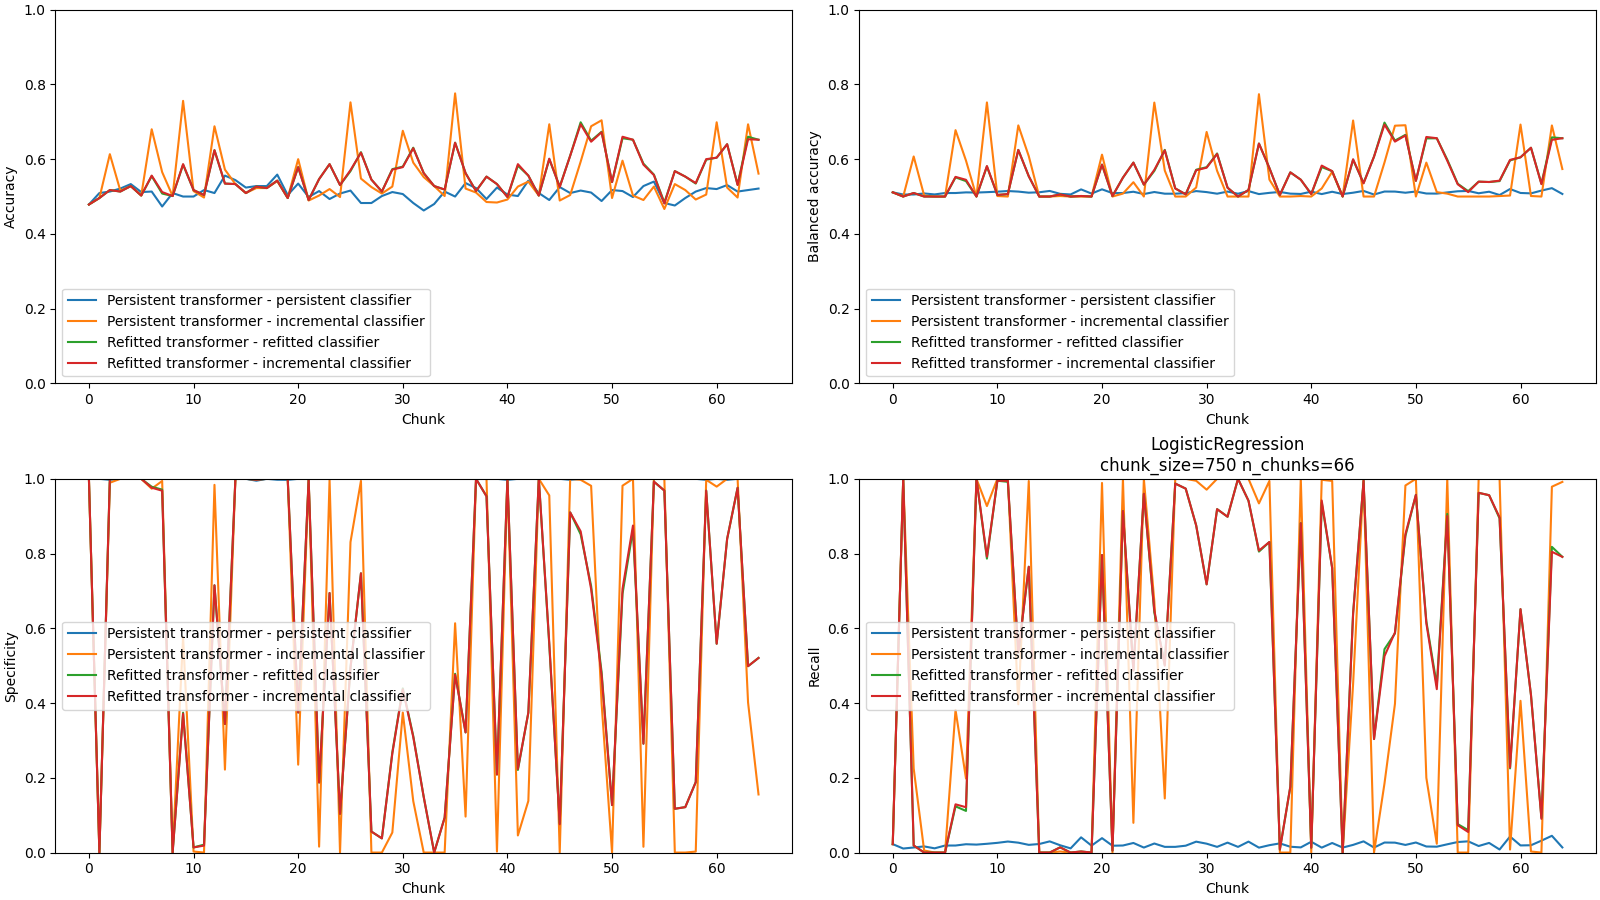 1.0
0.8
0.6
0.4
0.2
0.0
Accuracy
Persistent transformer - persistent classifier
Persistent transformer - incremental classifier
Refitted transformer - refitted classifier
Refitted transformer - incremental classifier
0 10 20 30 40 50 60
Chunk
1.0
0.8
0.6
0.4
0.2
0.0
Balanced accuracy
Persistent transformer - persistent classifier
Persistent transformer - incremental classifier
Refitted transformer - refitted classifier
Refitted transformer - incremental classifier
0 10 20 30 40 50 60
Chunk
1.0
0.8
0.6
0.4
0.2
0.0
Specificity
Persistent transformer - persistent classifier
Persistent transformer - incremental classifier
Refitted transformer - refitted classifier
Refitted transformer - incremental classifier
0 10 20 30 40 50 60
Chunk
LogisticRegression
chunk_size=750 n_chunks=66
1.0
0.8
0.6
0.4
0.2
0.0
Recall
Persistent transformer - persistent classifier
Persistent transformer - incremental classifier
Refitted transformer - refitted classifier
Refitted transformer - incremental classifier
0 10 20 30 40 50 60
Chunk